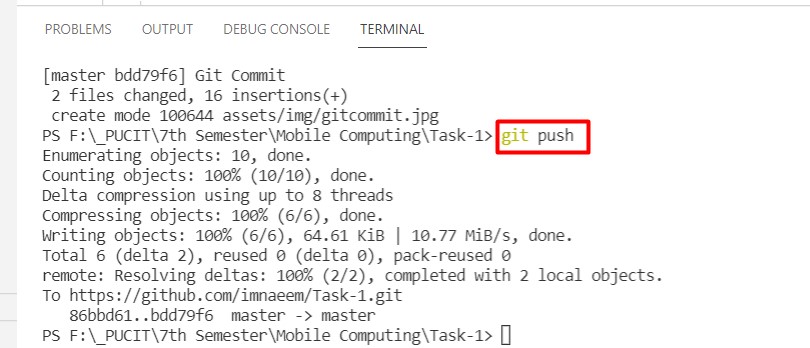 PROBLEMS OUTPUT DEBUG CONSOLE TERMINAL
[master bdd79f6] Git Commit
 2 files changed, 16 insertions(+)
 create mode 100644 assets/img/gitcommit.jpg
PS F:\_PUCIT\7th Semester\Mobile Computing\Task-1> git push
Enumerating objects: 10, done.
Counting objects: 100% (10/10), done.
Delta compression using up to 8 threads
Compressing objects: 100% (6/6), done.
Writing objects: 100% (6/6), 64.61 KiB | 10.77 MiB/s, done.
Total 6 (delta 2), reused 0 (delta 0), pack-reused 0
remote: Resolving deltas: 100% (2/2), completed with 2 local objects.
To https://github.com/imnaeem/Task-1.git
   86bbd61..bdd79f6  master -> master
PS F:\_PUCIT\7th Semester\Mobile Computing\Task-1>